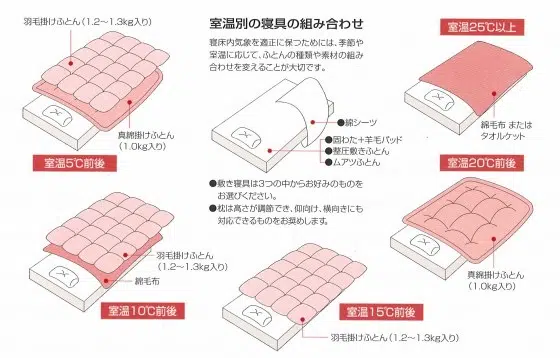 室温別の寝具の組み合わせ
寝床内気象を適正に保つためには、季節や
室温に応じて、ふとんの種類や素材の組み
合わせを変えることが大切です。
羽毛掛けふとん(1.2〜1.3kg入り)
真綿掛けふとん
(1.0kg入り)
室温5℃前後
●綿シーツ
●固わた+羊毛パッド
●整圧敷きふとん
●ムアツふとん
●敷き寝具は3つの中からお好みのものを
お選びください。
●枕は高さが調節でき、仰向け、横向きにも
対応できるものをお奨めします。
室温25℃以上
綿毛布 または
タオルケット
室温20℃前後
真綿掛けふとん
(1.0kg入り)
羽毛掛けふとん
(1.2〜1.3kg入り)
綿毛布
室温10℃前後
室温15℃前後
羽毛掛けふとん(1.2〜1.3kg入り)